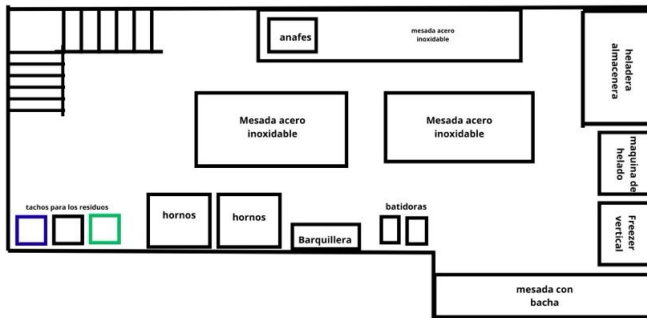 anafes
mesada acero
inoxidable
heladera
almacenera
Mesada acero
inoxidable
Mesada acero
inoxidable
maquina de
helado
tachos para los residuos
hornos
hornos
Barquillera
batidoras
Freezer
vertical
mesada con
bacha